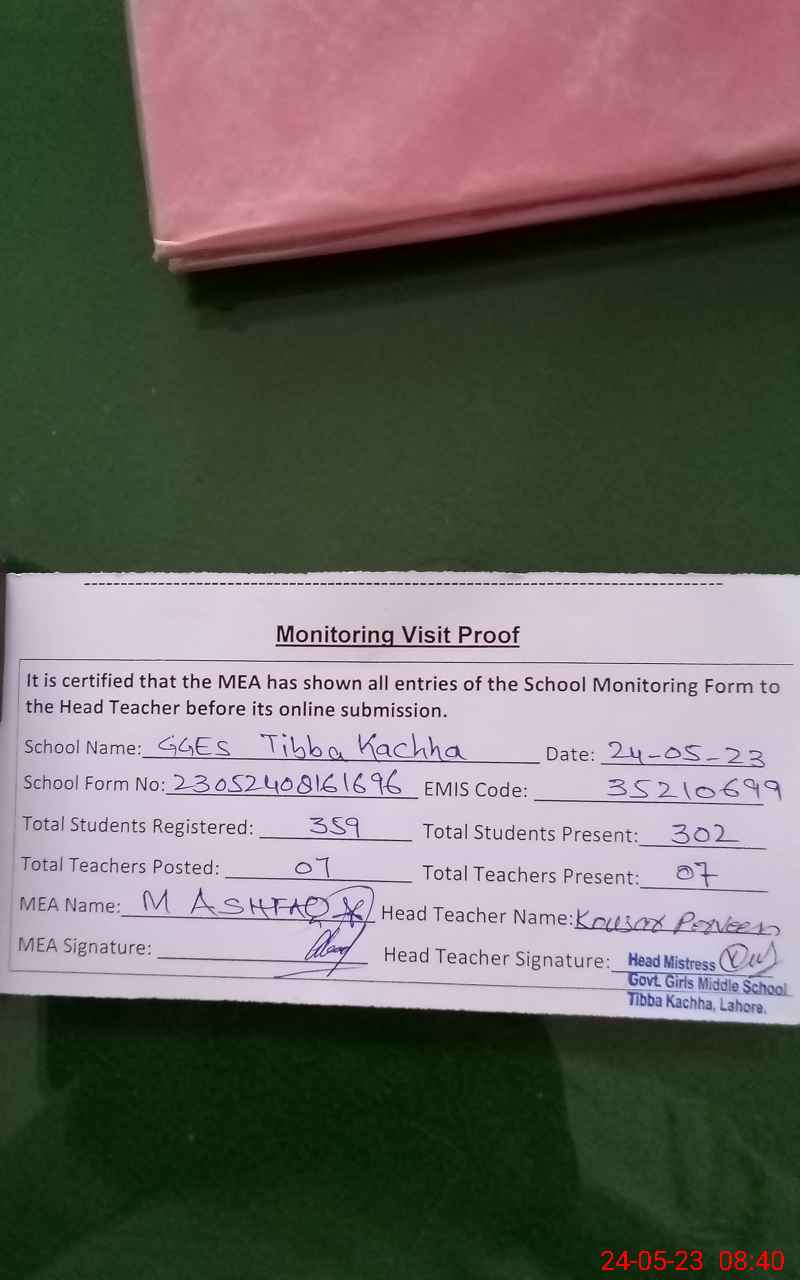 Monitoring Visit Proof
It is certified that the MEA has shown all entries of the School Monitoring Form to
the Head Teacher before its online submission.
School Name: GGES Tibba Kachha Date: 24-05-23
School Form No: 23052408161696 EMIS Code: 35210699
Total Students Registered: 359 Total Students Present: 302
Total Teachers Posted: 07 Total Teachers Present: 07
MEA Name: M ASHFAQ Head Teacher Name: Kousar Perveen
MEA Signature: Head Teacher Signature:
Head Mistress
Govt. Girls Middle School
Tibba Kachha, Lahore.
24-05-23 08:40